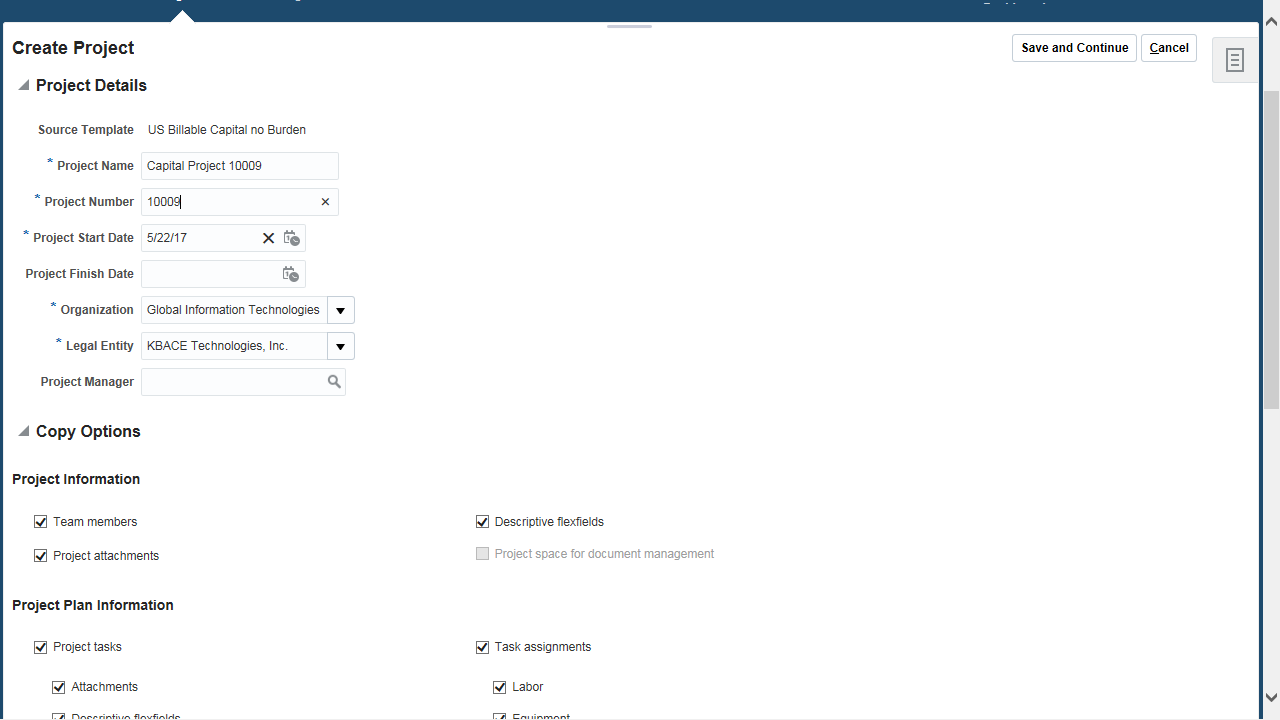 Create Project
Save and Continue
Cancel
Project Details
Source Template US Billable Capital no Burden
* Project Name Capital Project 10009
* Project Number 10009
* Project Start Date 5/22/17
Project Finish Date
* Organization Global Information Technologies
* Legal Entity KBACE Technologies, Inc.
Project Manager
Copy Options
Project Information
Team members
Descriptive flexfields
Project attachments
Project space for document management
Project Plan Information
Project tasks
Task assignments
Attachments
Labor
Descriptive flexfields
Equipment